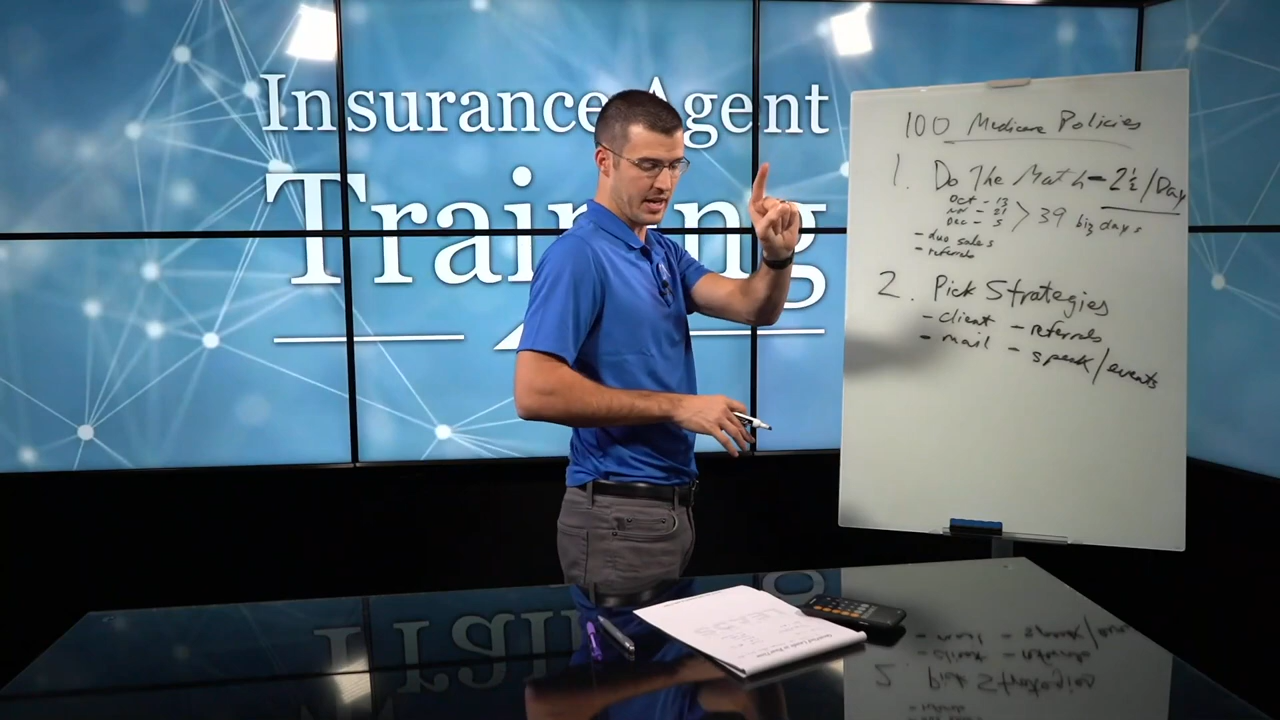 Insurance Agent
Training
100 Medicare Policies
1. Do The Math - 2½/Day
Oct - 13
Nov - 21
Dec - 5
> 39 biz days
- duo sales
- referrals
2. Pick Strategies
- client - referrals
- mail - speak/events